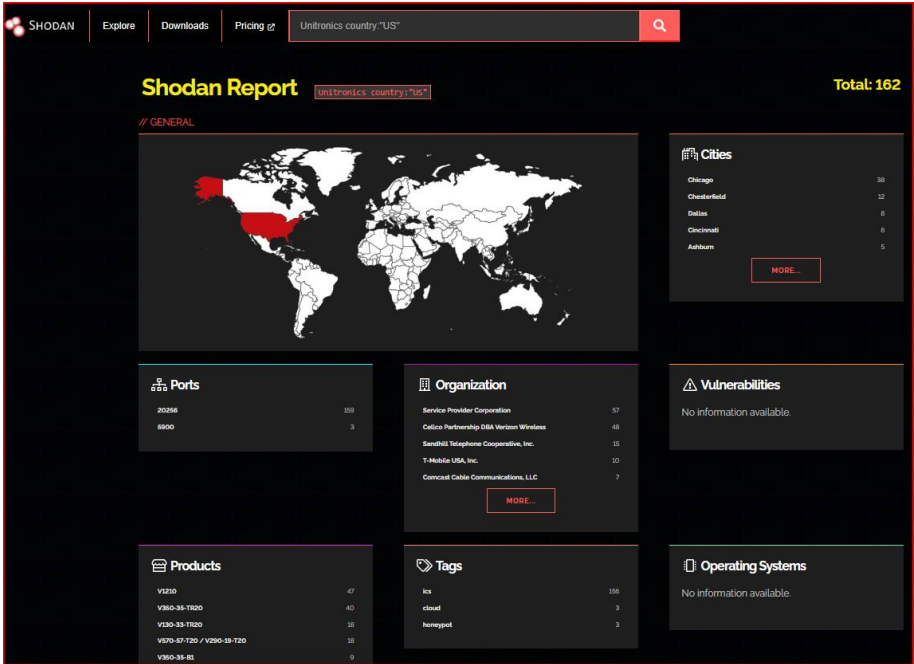 SHODAN Explore Downloads Pricing Unitronics country:"US"
Shodan Report Unitronics country:"US" Total: 162
// GENERAL
Cities
Chicago 38
Chesterfield 12
Dallas 8
Cincinnati 6
Ashburn 5
MORE...
Ports
20256 159
5900 3
Organization
Service Provider Corporation 57
Cellco Partnership DBA Verizon Wireless 48
Sandhill Telephone Cooperative, Inc. 15
T-Mobile USA, Inc. 10
Comcast Cable Communications, LLC 7
MORE...
Vulnerabilities
No information available.
Products
V1210 47
V350-35-TR20 40
V130-33-TR20 18
V570-57-T20 / V290-19-T20 18
V350-35-B1 9
Tags
ics 156
cloud 3
honeypot 3
Operating Systems
No information available.